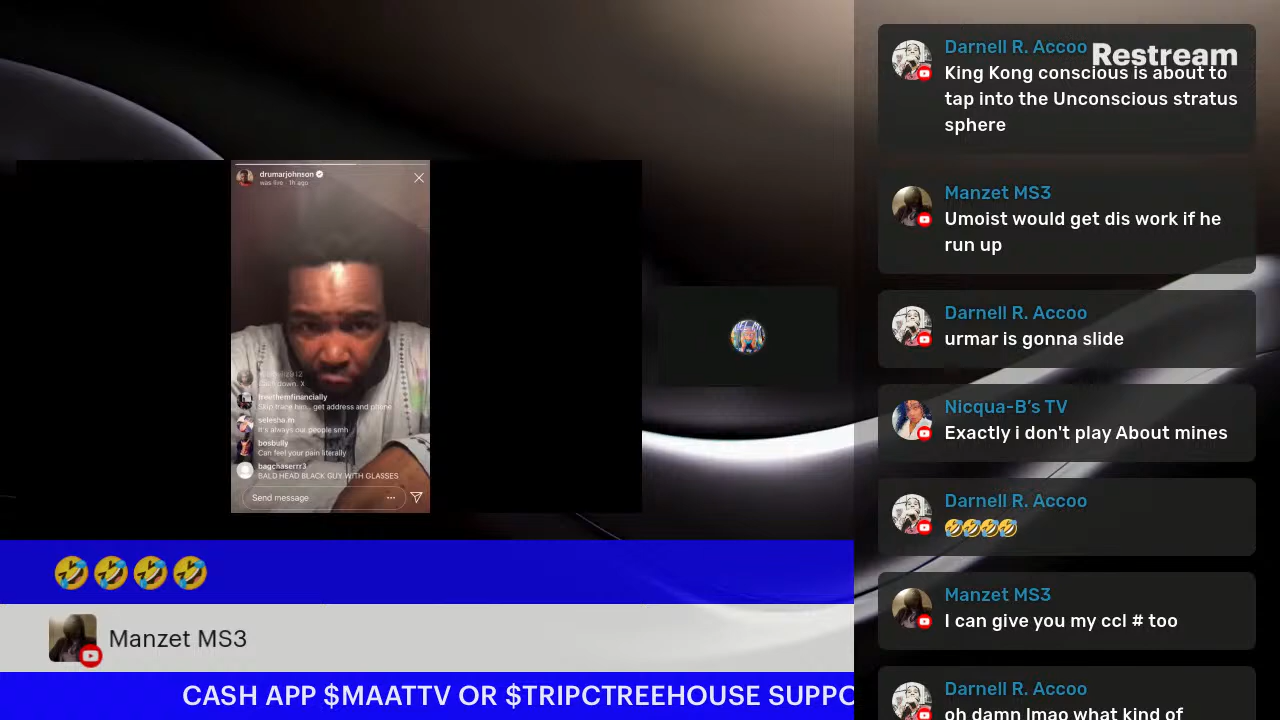 drumarjohnson
was live · 1h ago
freethemfinancially
Skip trace him.. get address and phone
selesha.m
It's always our people smh
bosbully
Can feel your pain literally
bagchaserrr3
BALD HEAD BLACK GUY WITH GLASSES
Send message
🤣🤣🤣🤣
Manzet MS3
CASH APP $MAATTV OR $TRIPCTREEHOUSE SUPPO
Restream
Darnell R. Accoo
King Kong conscious is about to
tap into the Unconscious stratus
sphere
Manzet MS3
Umoist would get dis work if he
run up
Darnell R. Accoo
urmar is gonna slide
Nicqua-B's TV
Exactly i don't play About mines
Darnell R. Accoo
🤣🤣🤣🤣
Manzet MS3
I can give you my ccl # too
Darnell R. Accoo
oh damn lmao what kind of